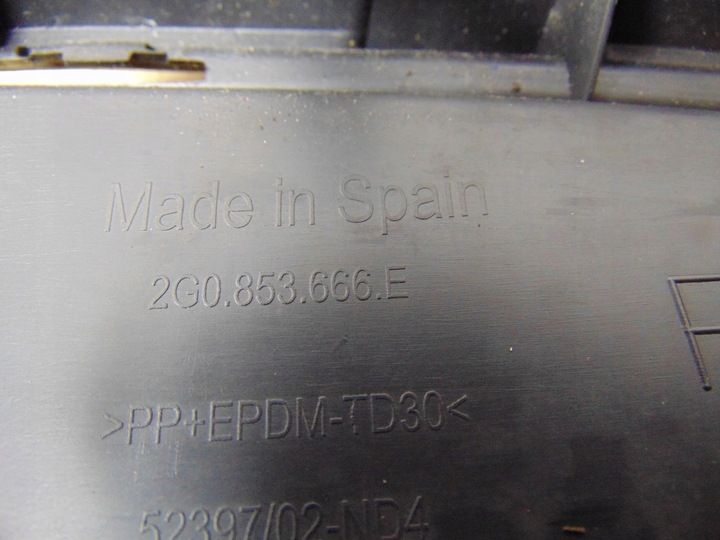 Made in Spain
2G0.853.666.E
F
>PP+EPDM-TD30<
52397/02-ND4